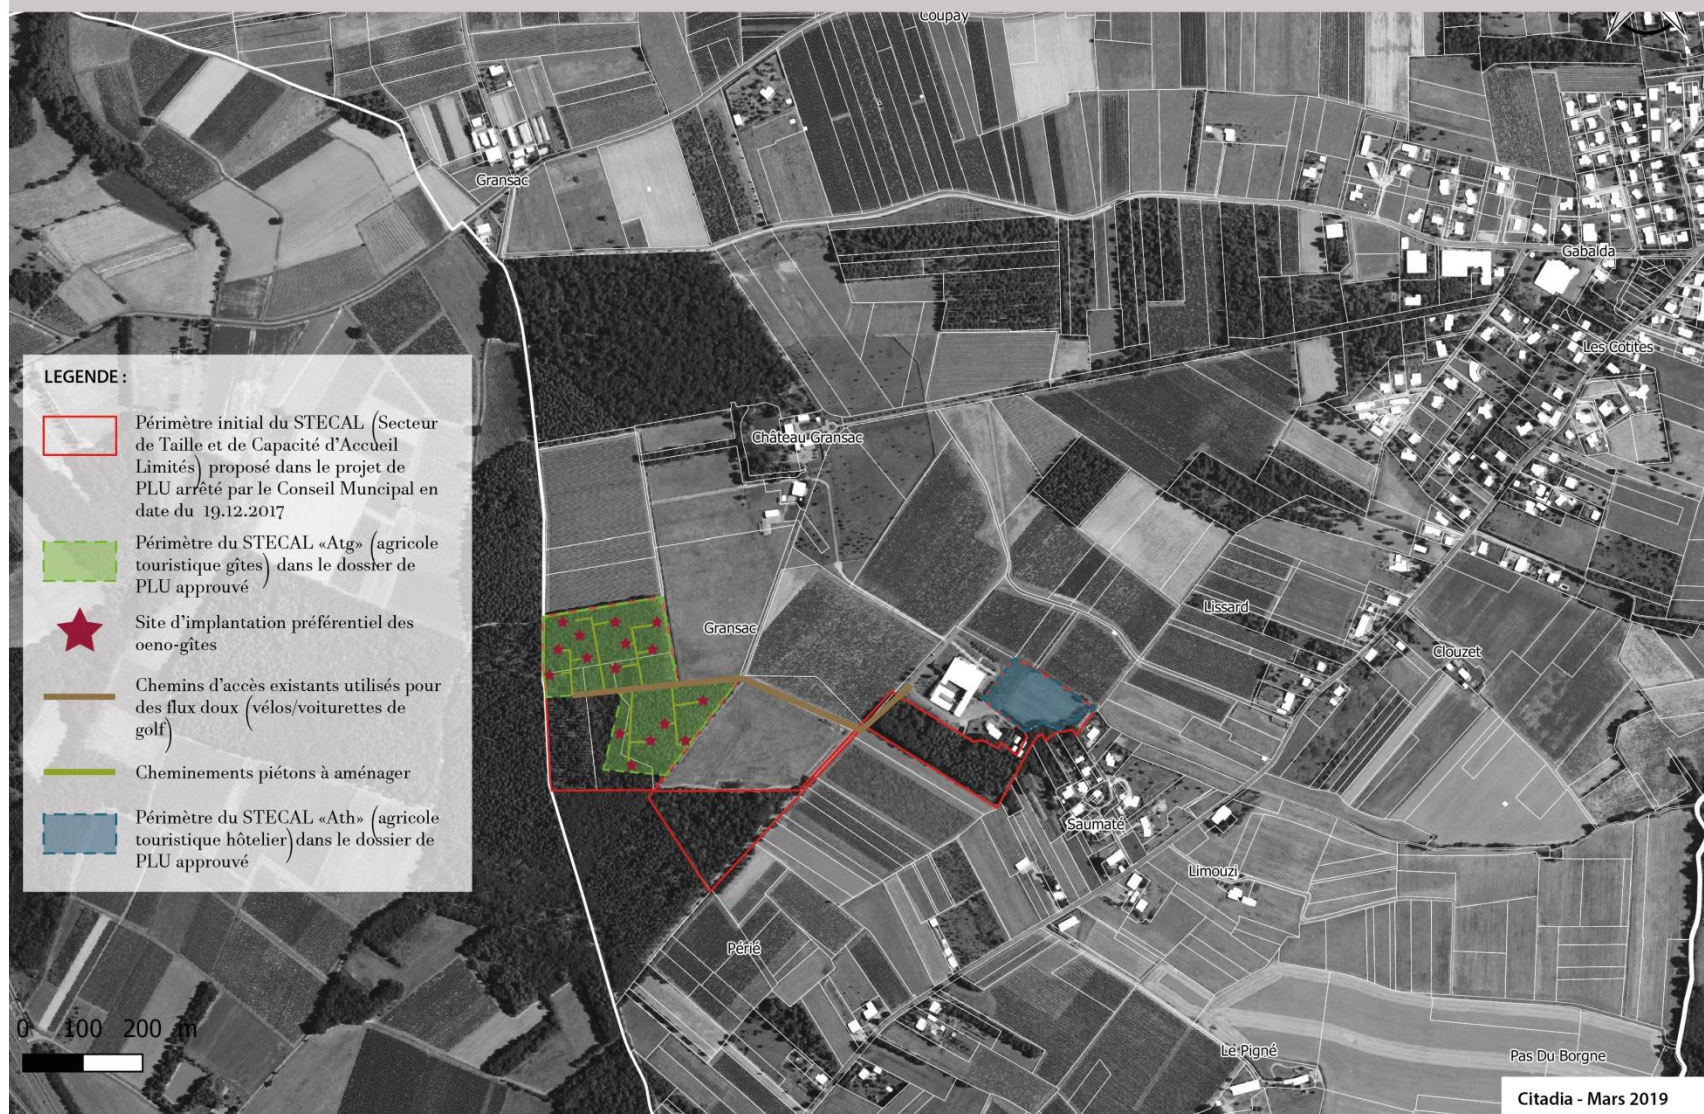 Coupay
Gransac
Gabalda
Les Cotites
LEGENDE :
Périmètre initial du STECAL (Secteur
de Taille et de Capacité d'Accueil
Limités) proposé dans le projet de
PLU arrêté par le Conseil Muncipal en
date du 19.12.2017
Périmètre du STECAL «Atg» (agricole
touristique gîtes) dans le dossier de
PLU approuvé
Site d'implantation préférentiel des
oeno-gîtes
Chemins d'accès existants utilisés pour
des flux doux (vélos/voiturettes de
golf)
Cheminements piétons à aménager
Périmètre du STECAL «Ath» (agricole
touristique hôtelier) dans le dossier de
PLU approuvé
Château Gransac
Gransac
Lissard
Clouzet
Saumaté
Limouzi
Périé
0 100 200 m
Le Pigné
Pas Du Borgne
Citadia - Mars 2019